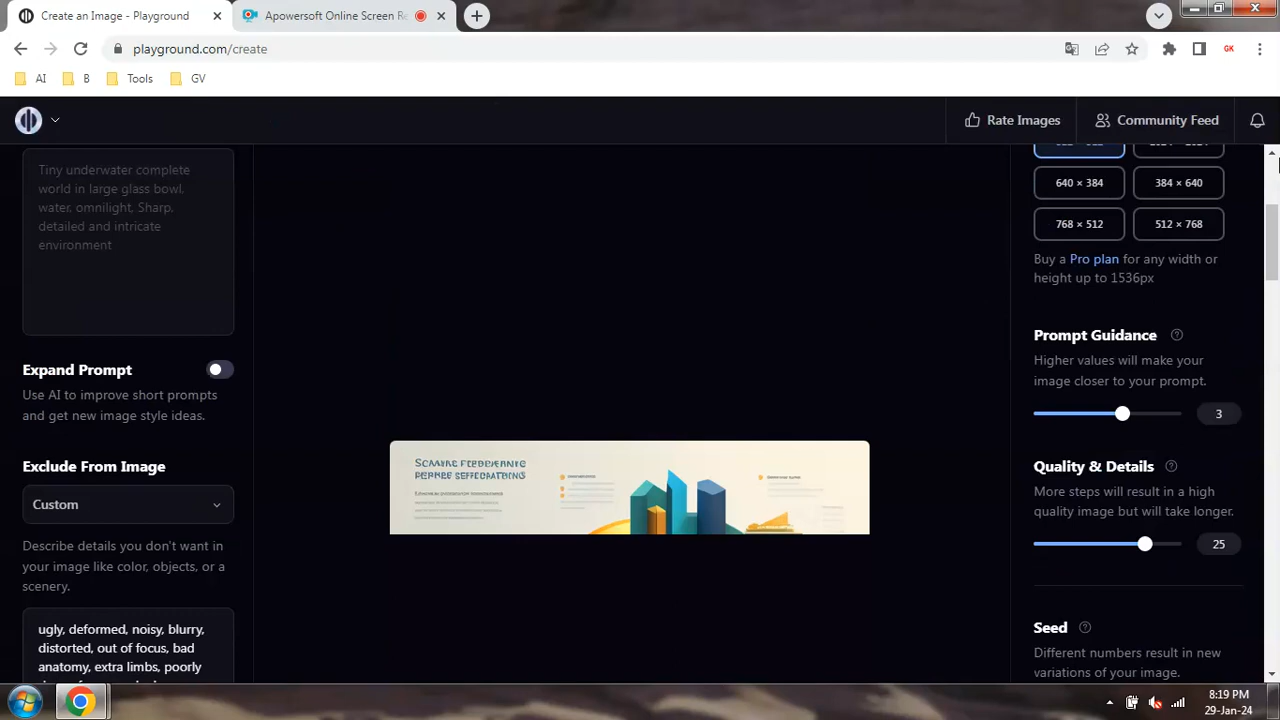 Create an Image - Playground
Apowersoft Online Screen Re
playground.com/create
GK
AI
B
Tools
GV
Rate Images
Community Feed
Tiny underwater complete
world in large glass bowl,
water, omnilight, Sharp,
detailed and intricate
environment
Expand Prompt
Use AI to improve short prompts
and get new image style ideas.
Exclude From Image
Custom
Describe details you don't want in
your image like color, objects, or a
scenery.
ugly, deformed, noisy, blurry,
distorted, out of focus, bad
anatomy, extra limbs, poorly
640 × 384
384 × 640
768 × 512
512 × 768
Buy a Pro plan for any width or
height up to 1536px
Prompt Guidance
Higher values will make your
image closer to your prompt.
3
Quality & Details
More steps will result in a high
quality image but will take longer.
25
Seed
Different numbers result in new
variations of your image.
8:19 PM
29-Jan-24